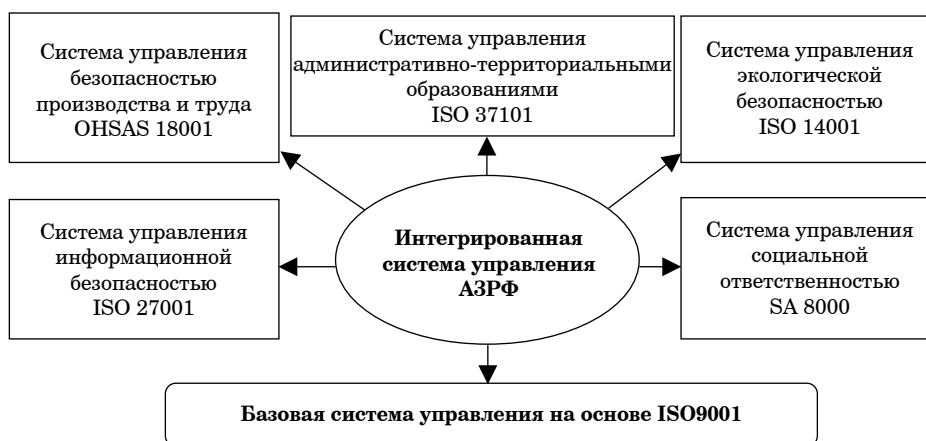 Система управления
безопасностью
производства и труда
OHSAS 18001
Система управления
административно-территориальными
образованиями
ISO 37101
Система управления
экологической
безопасностью
ISO 14001
Система управления
информационной
безопасностью
ISO 27001
Интегрированная
система управления
АЗРФ
Система управления
социальной
ответственностью
SA 8000
Базовая система управления на основе ISO9001